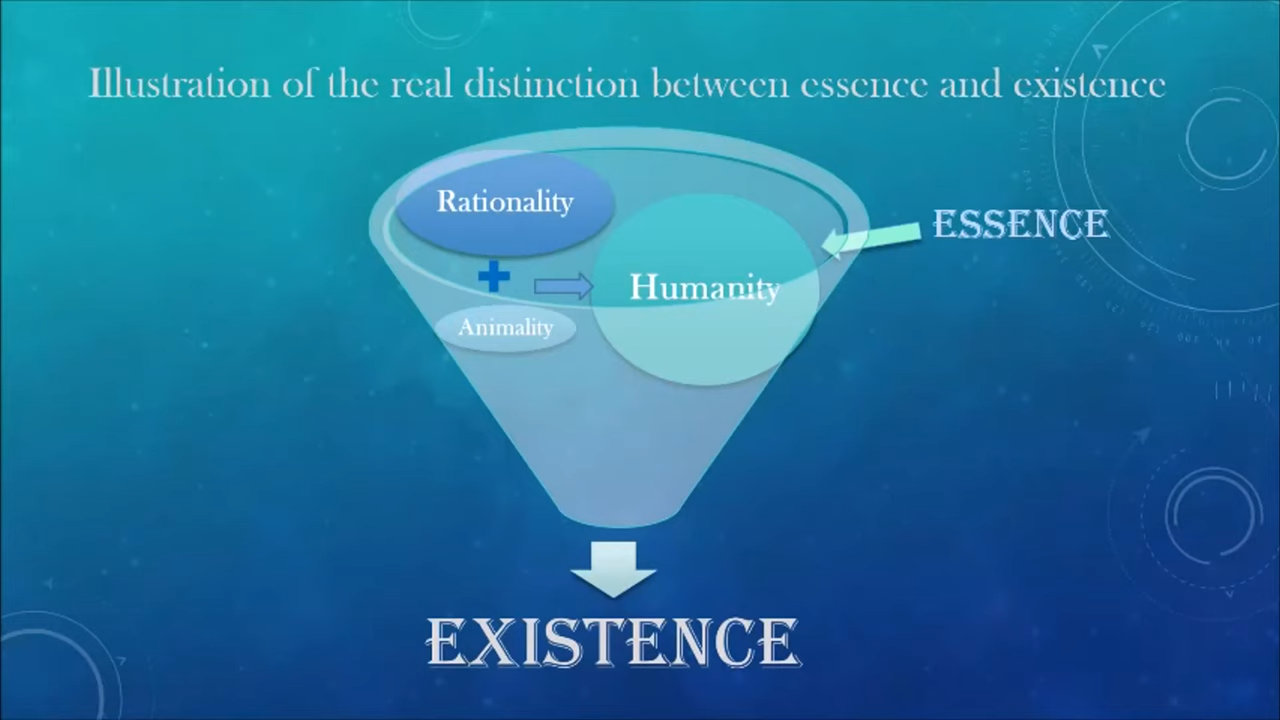 Illustration of the real distinction between essence and existence
Rationality
ESSENCE
Humanity
Animality
EXISTENCE